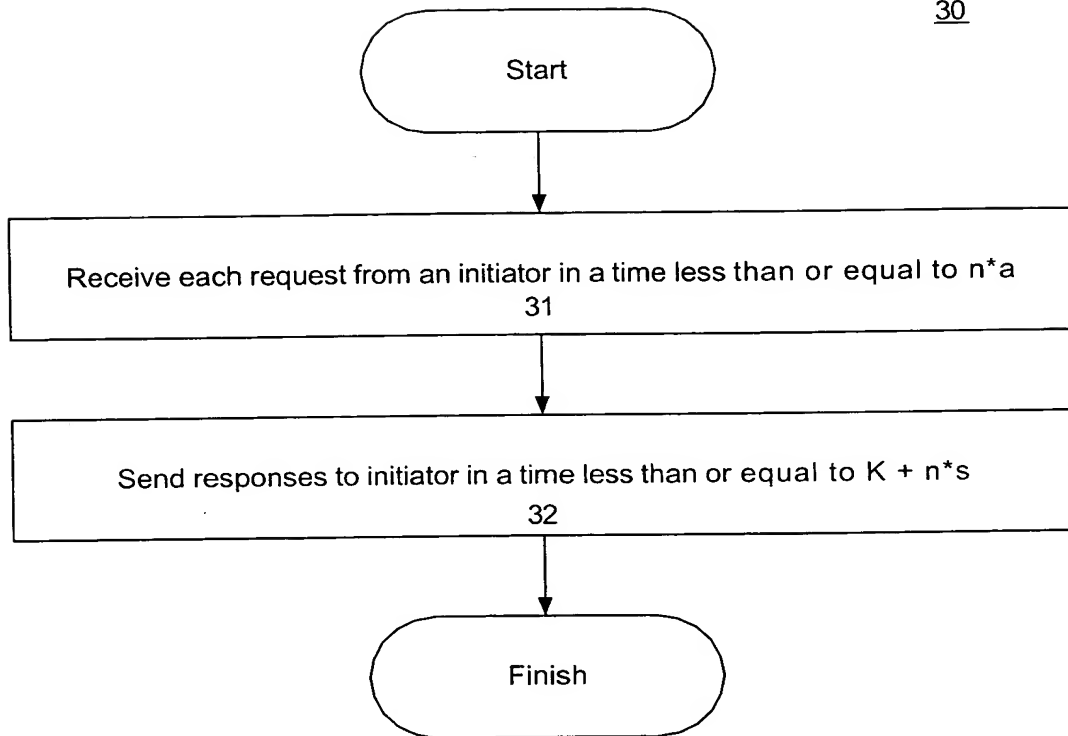 30
Start
Receive each request from an initiator in a time less than or equal to n*a
31
Send responses to initiator in a time less than or equal to K + n*s
32
Finish